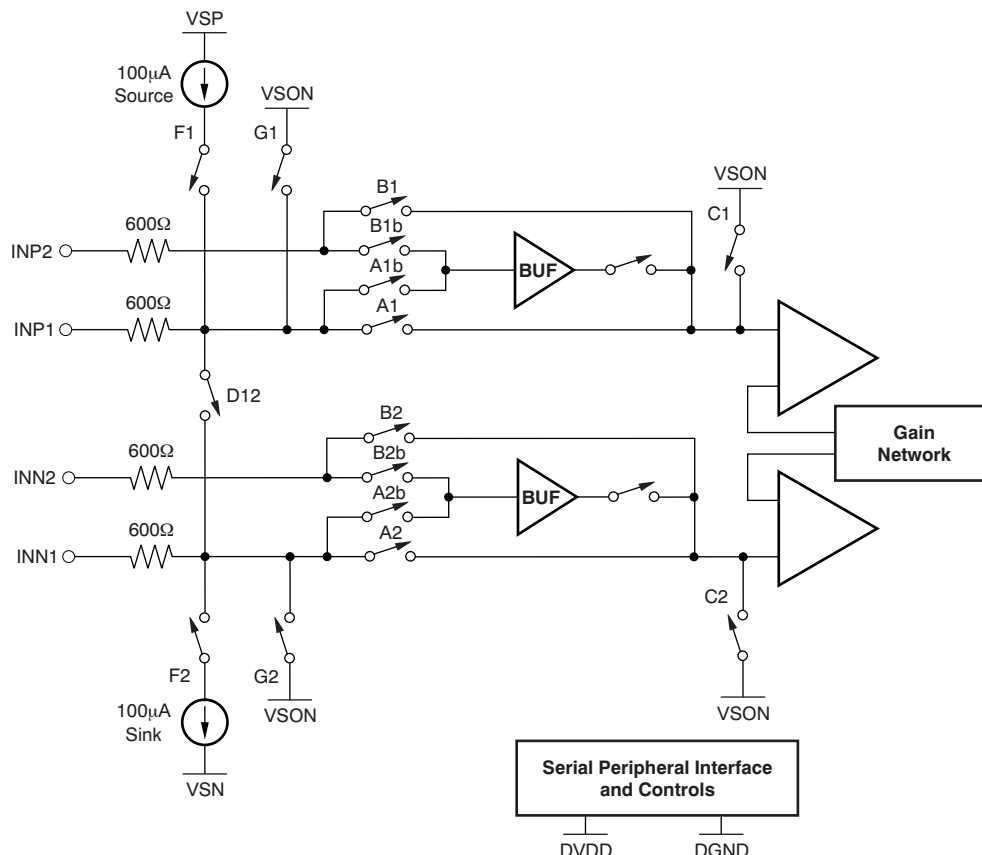 VSP
100μA
Source
VSON
F1
G1
VSON
B1
C1
600Ω
B1b
INP2
A1b
BUF
600Ω
A1
INP1
D12
B2
Gain
Network
600Ω
B2b
INN2
A2b
BUF
600Ω
A2
INN1
C2
F2
G2
100μA
Sink
VSON
VSON
VSN
Serial Peripheral Interface
and Controls
DVDD
DGND